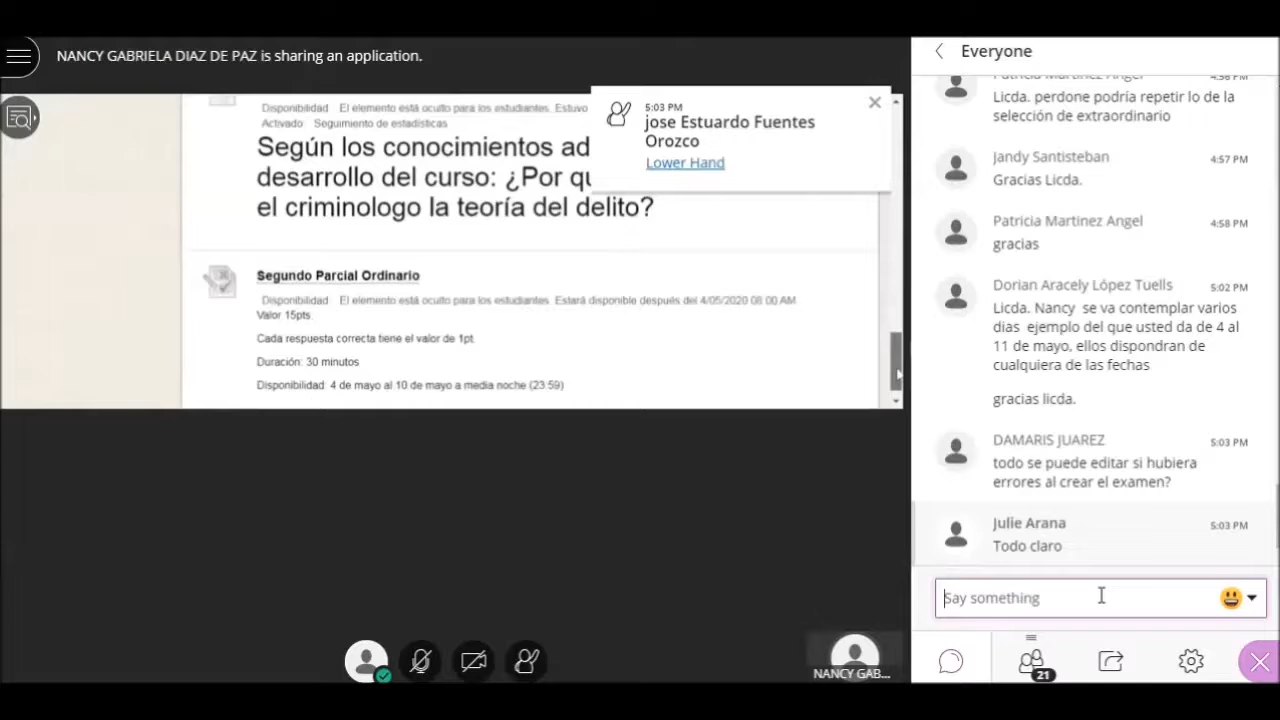 NANCY GABRIELA DIAZ DE PAZ is sharing an application.
Disponibilidad El elemento está oculto para los estudiantes. Estuvo
Activado Seguimiento de estadísticas
Según los conocimientos ad
desarrollo del curso: ¿Por qu
el criminologo la teoría del delito?
5:03 PM
jose Estuardo Fuentes
Orozco
Lower Hand
Segundo Parcial Ordinario
Disponibilidad El elemento está oculto para los estudiantes. Estará disponible después del 4/05/2020 08:00 AM.
Valor 15pts.
Cada respuesta correcta tiene el valor de 1pt.
Duración: 30 minutos
Disponibilidad: 4 de mayo al 10 de mayo a media noche (23:59)
NANCY GAB...
Everyone
Patricia Martinez Angel 4:56 PM
Licda. perdone podría repetir lo de la
selección de extraordinario
Jandy Santisteban 4:57 PM
Gracias Licda.
Patricia Martinez Angel 4:58 PM
gracias
Dorian Aracely López Tuells 5:02 PM
Licda. Nancy se va contemplar varios
dias ejemplo del que usted da de 4 al
11 de mayo, ellos dispondran de
cualquiera de las fechas
gracias licda.
DAMARIS JUAREZ 5:03 PM
todo se puede editar si hubiera
errores al crear el examen?
Julie Arana 5:03 PM
Todo claro
Say something
21